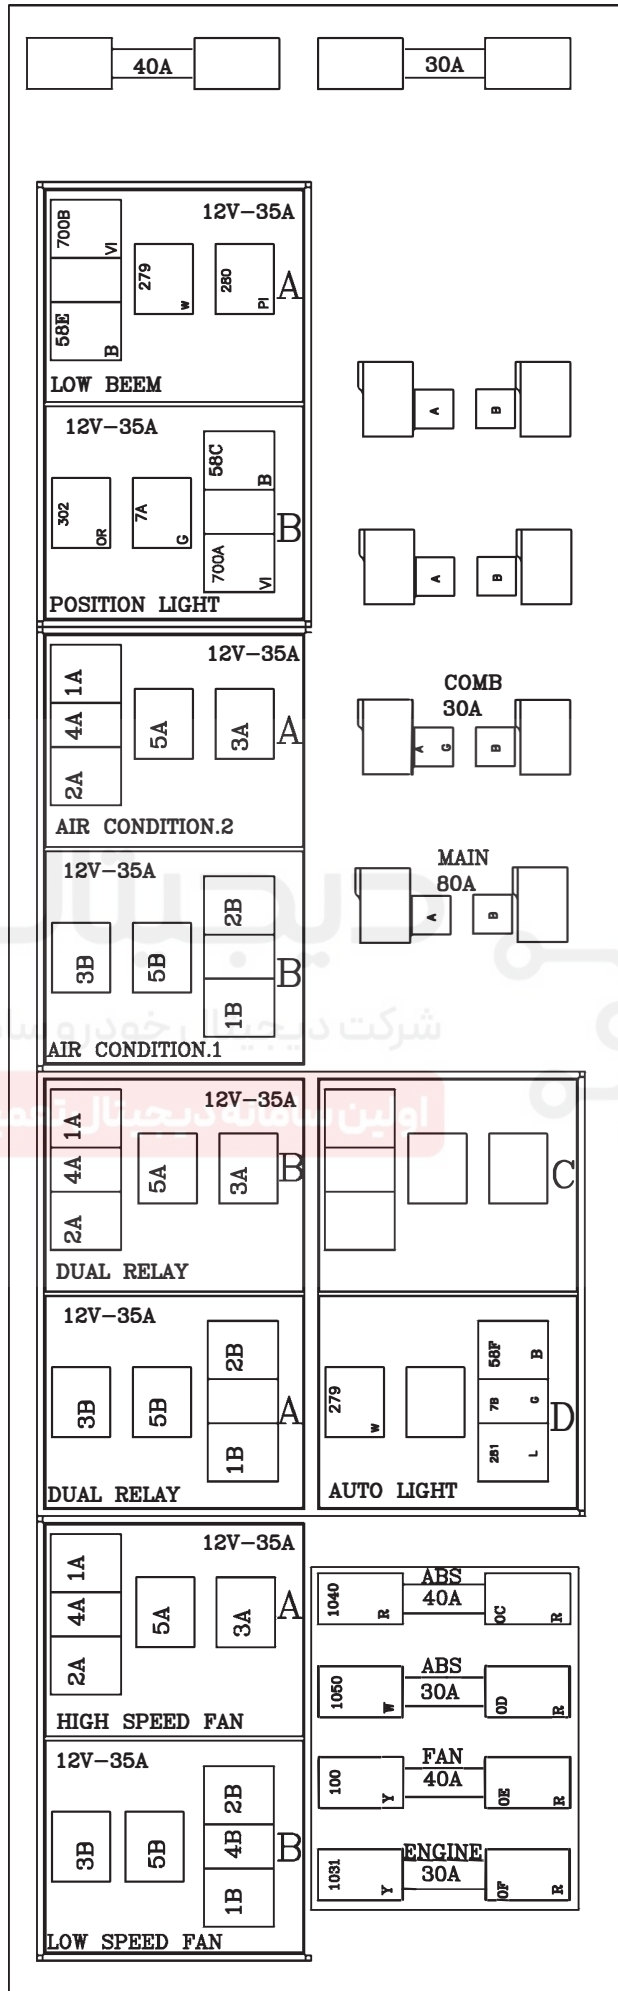 40A
30A
12V-35A
700B
VI
279
W
280
PI
A
58E
B
LOW BEEM
12V-35A
58C
B
302
OR
7A
G
B
700A
VI
POSITION LIGHT
A
B
A
B
12V-35A
1A
4A
5A
3A
A
2A
AIR CONDITION.2
COMB
30A
A
G
B
12V-35A
2B
3B
5B
B
1B
AIR CONDITION.1
MAIN
80A
A
B
دیجیتال
شرکت دیجیتال خودرو سا
اولین سامانه دیجیتال تعم
12V-35A
1A
4A
5A
3A
B
2A
DUAL RELAY
C
12V-35A
2B
3B
5B
A
1B
DUAL RELAY
58F
B
279
W
7B
G
D
281
L
AUTO LIGHT
12V-35A
1A
4A
5A
3A
A
2A
HIGH SPEED FAN
12V-35A
2B
3B
5B
4B
B
1B
LOW SPEED FAN
ABS
1040
R
40A
0C
R
ABS
1050
W
30A
0D
R
FAN
100
Y
40A
0E
R
ENGINE
1031
Y
30A
0F
R